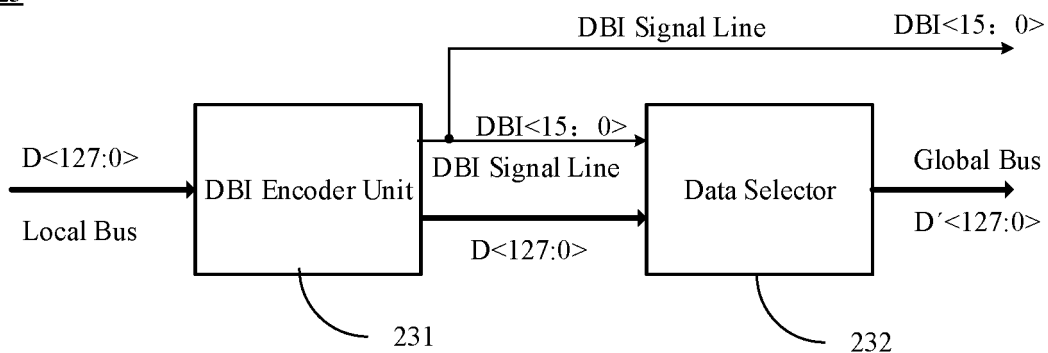 DBI Signal Line
DBI<15：0>
DBI<15：0>
D<127:0>
DBI Signal Line
Global Bus
DBI Encoder Unit
Data Selector
Local Bus
D<127:0>
D´<127:0>
231
232